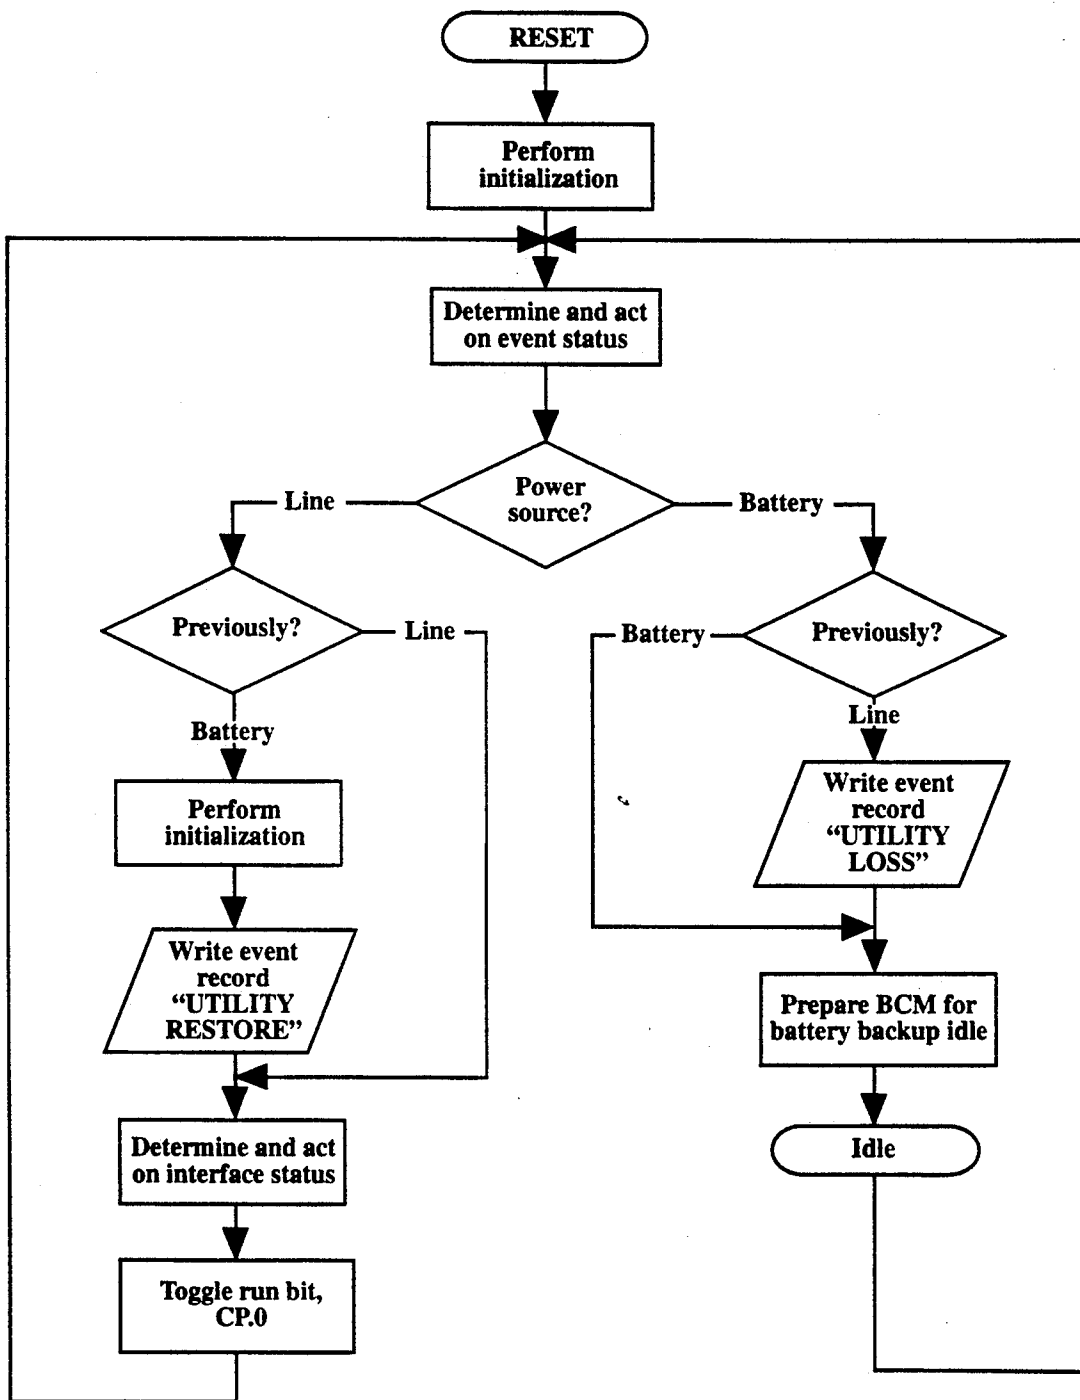 RESET
Perform
initialization
Determine and act
on event status
Power
source?
Line
Battery
Previously?
Line
Battery
Previously?
Battery
Line
Perform
initialization
Write event
record
“UTILITY
LOSS”
Write event
record
“UTILITY
RESTORE”
Prepare BCM for
battery backup idle
Determine and act
on interface status
Idle
Toggle run bit,
CP.0